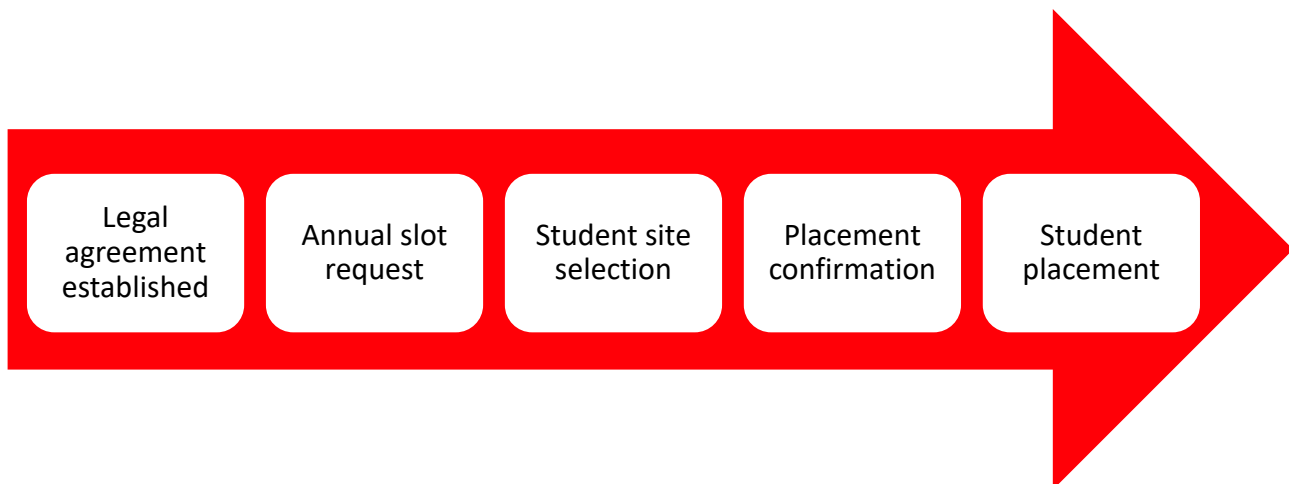 Legal
agreement
established
Annual slot
request
Student site
selection
Placement
confirmation
Student
placement